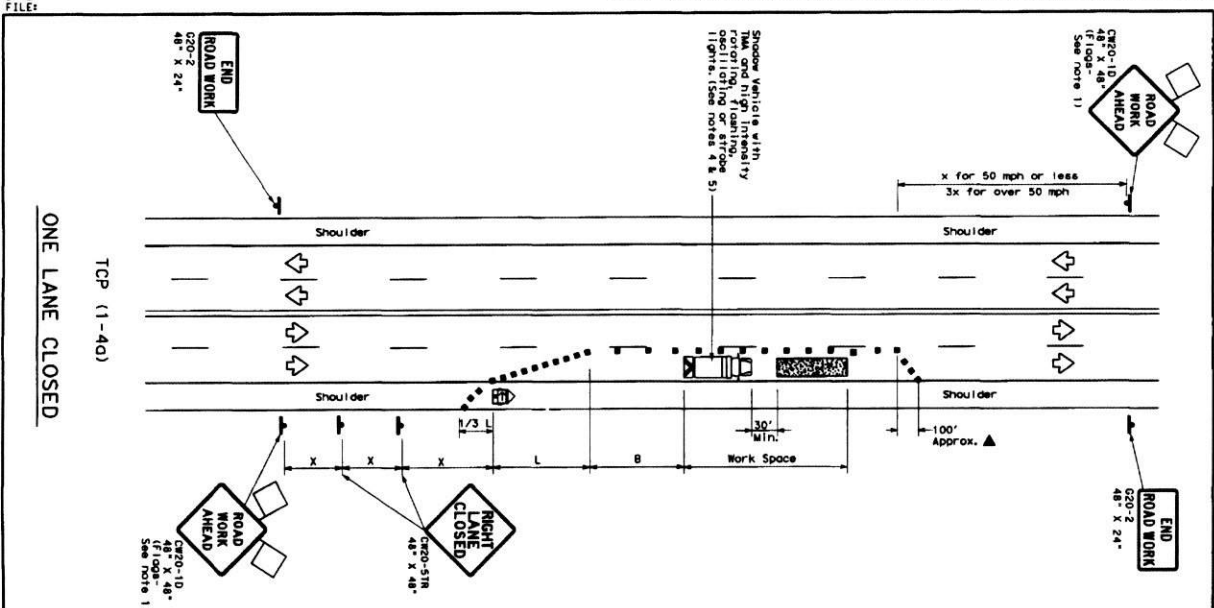 FILE:
END
ROAD WORK
G20-2
48" X 24"
Shadow Vehicle with
TMA and high intensity
rotating, flashing,
oscillating or strobe
lights. (See notes 4 & 5)
CW20-1D
48" X 48"
(Flags-
See note 1)
ROAD
WORK
AHEAD
x for 50 mph or less
3x for over 50 mph
Shoulder
Shoulder
TCP (1-4a)
ONE LANE CLOSED
Shoulder
Shoulder
1/3 L
30'
Min.
100'
Approx. ▲
X
X
X
L
B
Work Space
ROAD
WORK
AHEAD
CW20-1D
48" X 48"
(Flags-
See note 1
RIGHT
LANE
CLOSED
CW20-5TR
48" X 48"
END
ROAD WORK
G20-2
48" X 24"